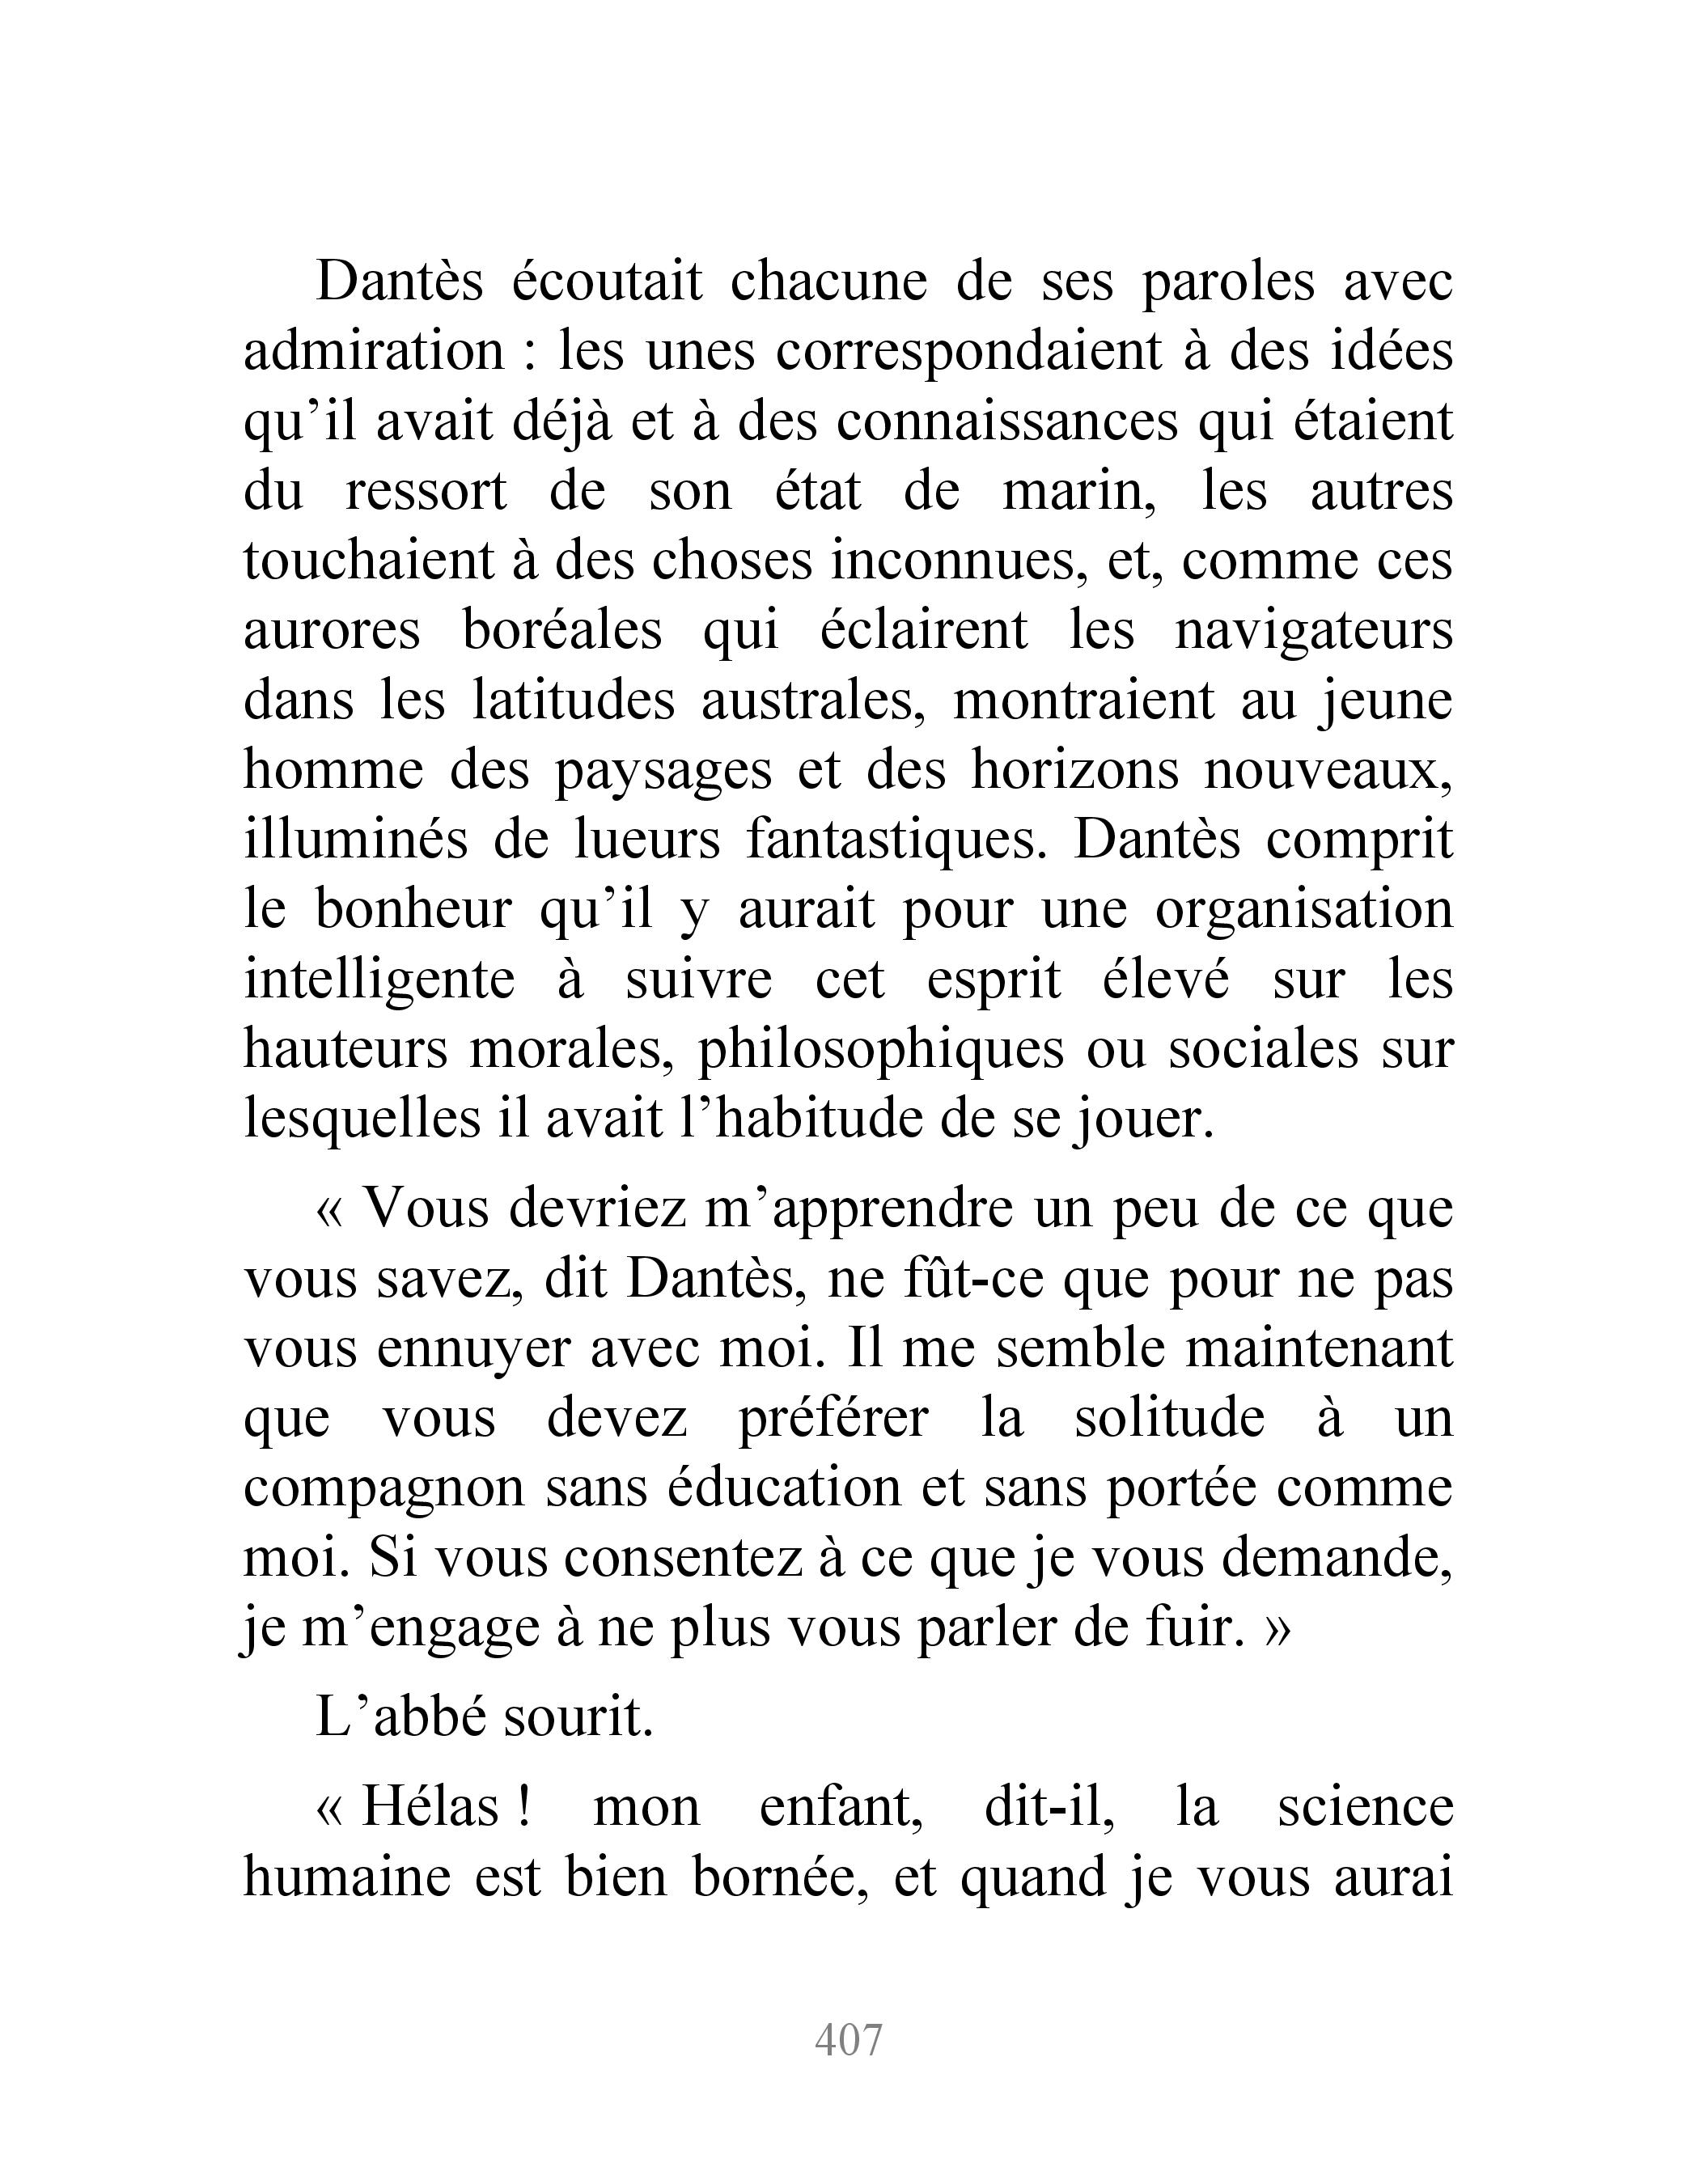 Dantès écoutait chacune de ses paroles avec
admiration : les unes correspondaient à des idées
qu’il avait déjà et à des connaissances qui étaient
du ressort de son état de marin, les autres
touchaient à des choses inconnues, et, comme ces
aurores boréales qui éclairent les navigateurs
dans les latitudes australes, montraient au jeune
homme des paysages et des horizons nouveaux,
illuminés de lueurs fantastiques. Dantès comprit
le bonheur qu’il y aurait pour une organisation
intelligente à suivre cet esprit élevé sur les
hauteurs morales, philosophiques ou sociales sur
lesquelles il avait l’habitude de se jouer.
« Vous devriez m’apprendre un peu de ce que
vous savez, dit Dantès, ne fût-ce que pour ne pas
vous ennuyer avec moi. Il me semble maintenant
que vous devez préférer la solitude à un
compagnon sans éducation et sans portée comme
moi. Si vous consentez à ce que je vous demande,
je m’engage à ne plus vous parler de fuir. »
L’abbé sourit.
« Hélas ! mon enfant, dit-il, la science
humaine est bien bornée, et quand je vous aurai
407